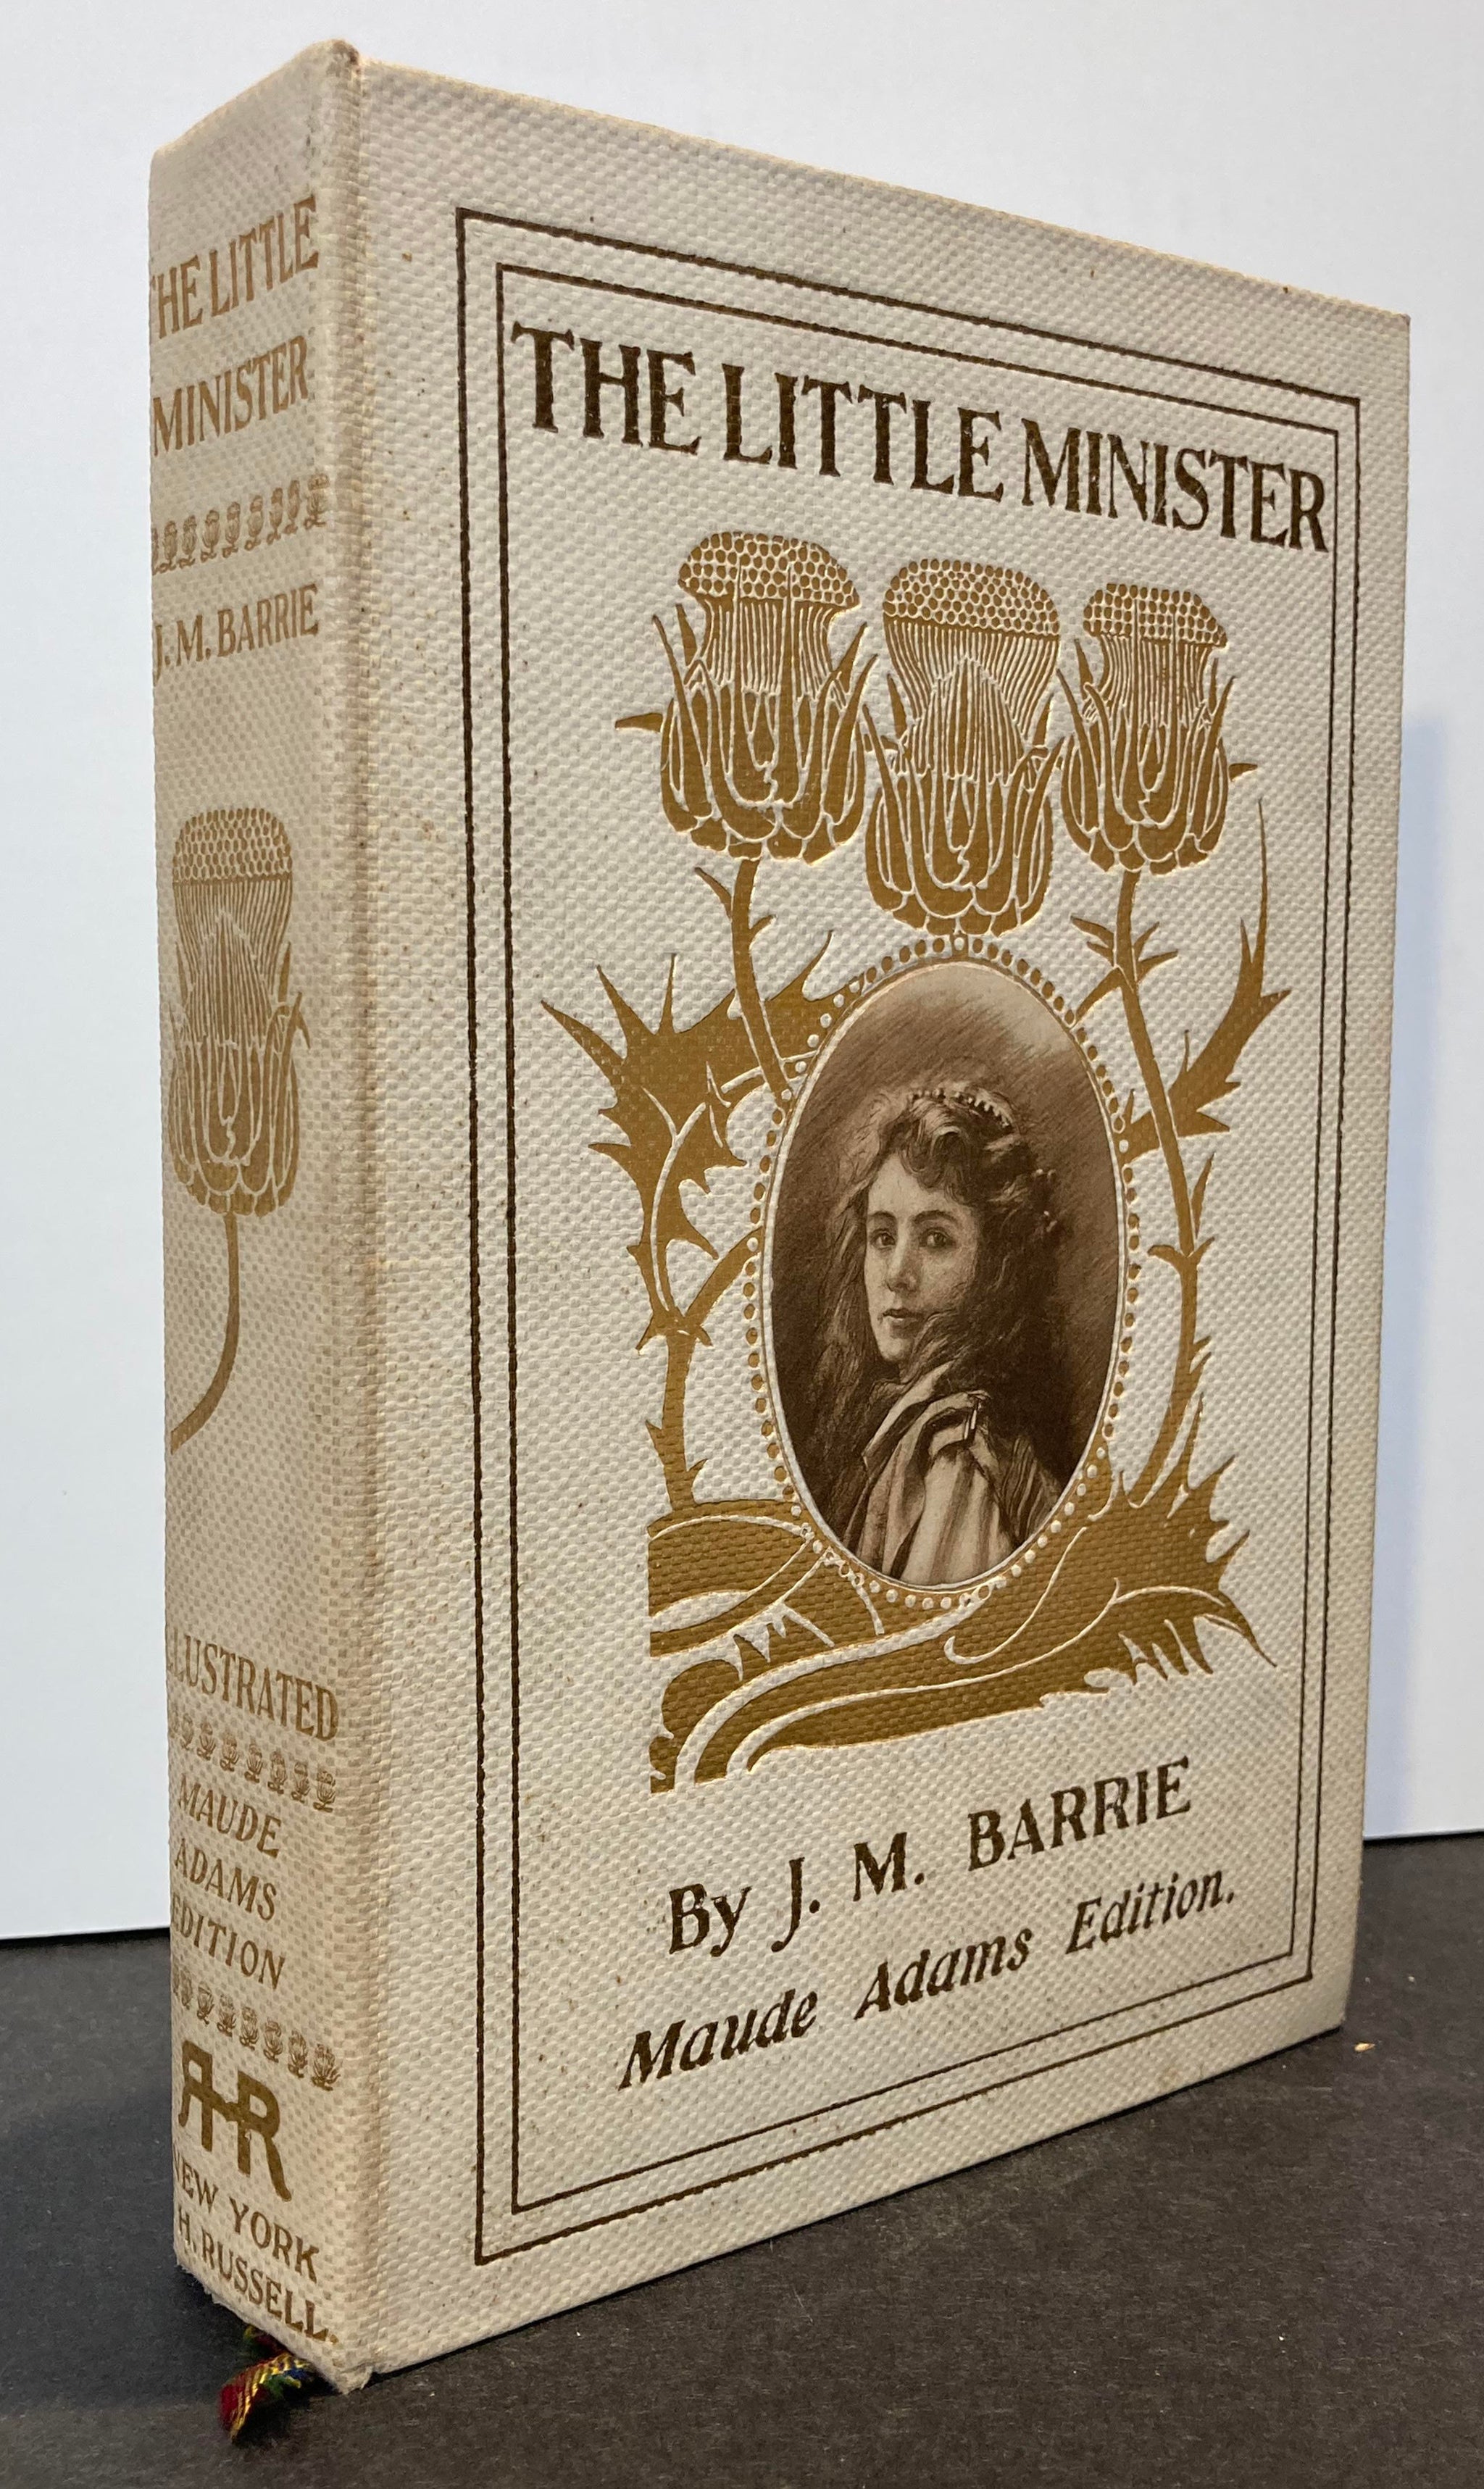 THE LITTLE
MINISTER
J. M. BARRIE
ILLUSTRATED
MAUDE
ADAMS
EDITION
NEW YORK
H. RUSSELL.
THE LITTLE MINISTER
By J. M. BARRIE
Maude Adams Edition.